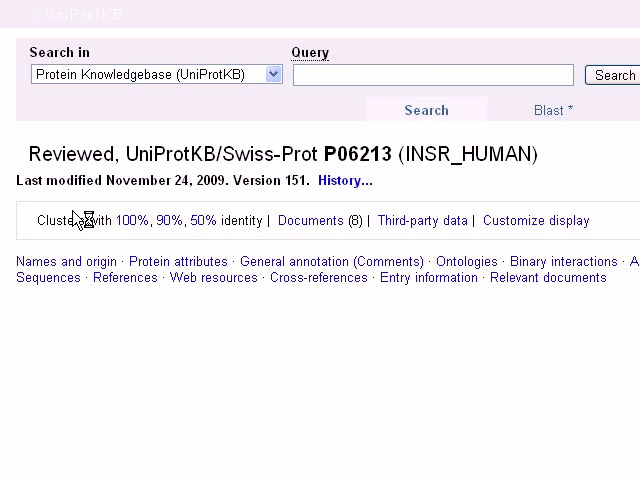 › UniProtKB
Search in
Query
Protein Knowledgebase (UniProtKB)
Search
Search
Blast *
Reviewed, UniProtKB/Swiss-Prot P06213 (INSR_HUMAN)
Last modified November 24, 2009. Version 151. History...
with 100%, 90%, 50% identity | Documents (8) | Third-party data | Customize display
Names and origin · Protein attributes · General annotation (Comments) · Ontologies · Binary interactions · A
Sequences · References · Web resources · Cross-references · Entry information · Relevant documents